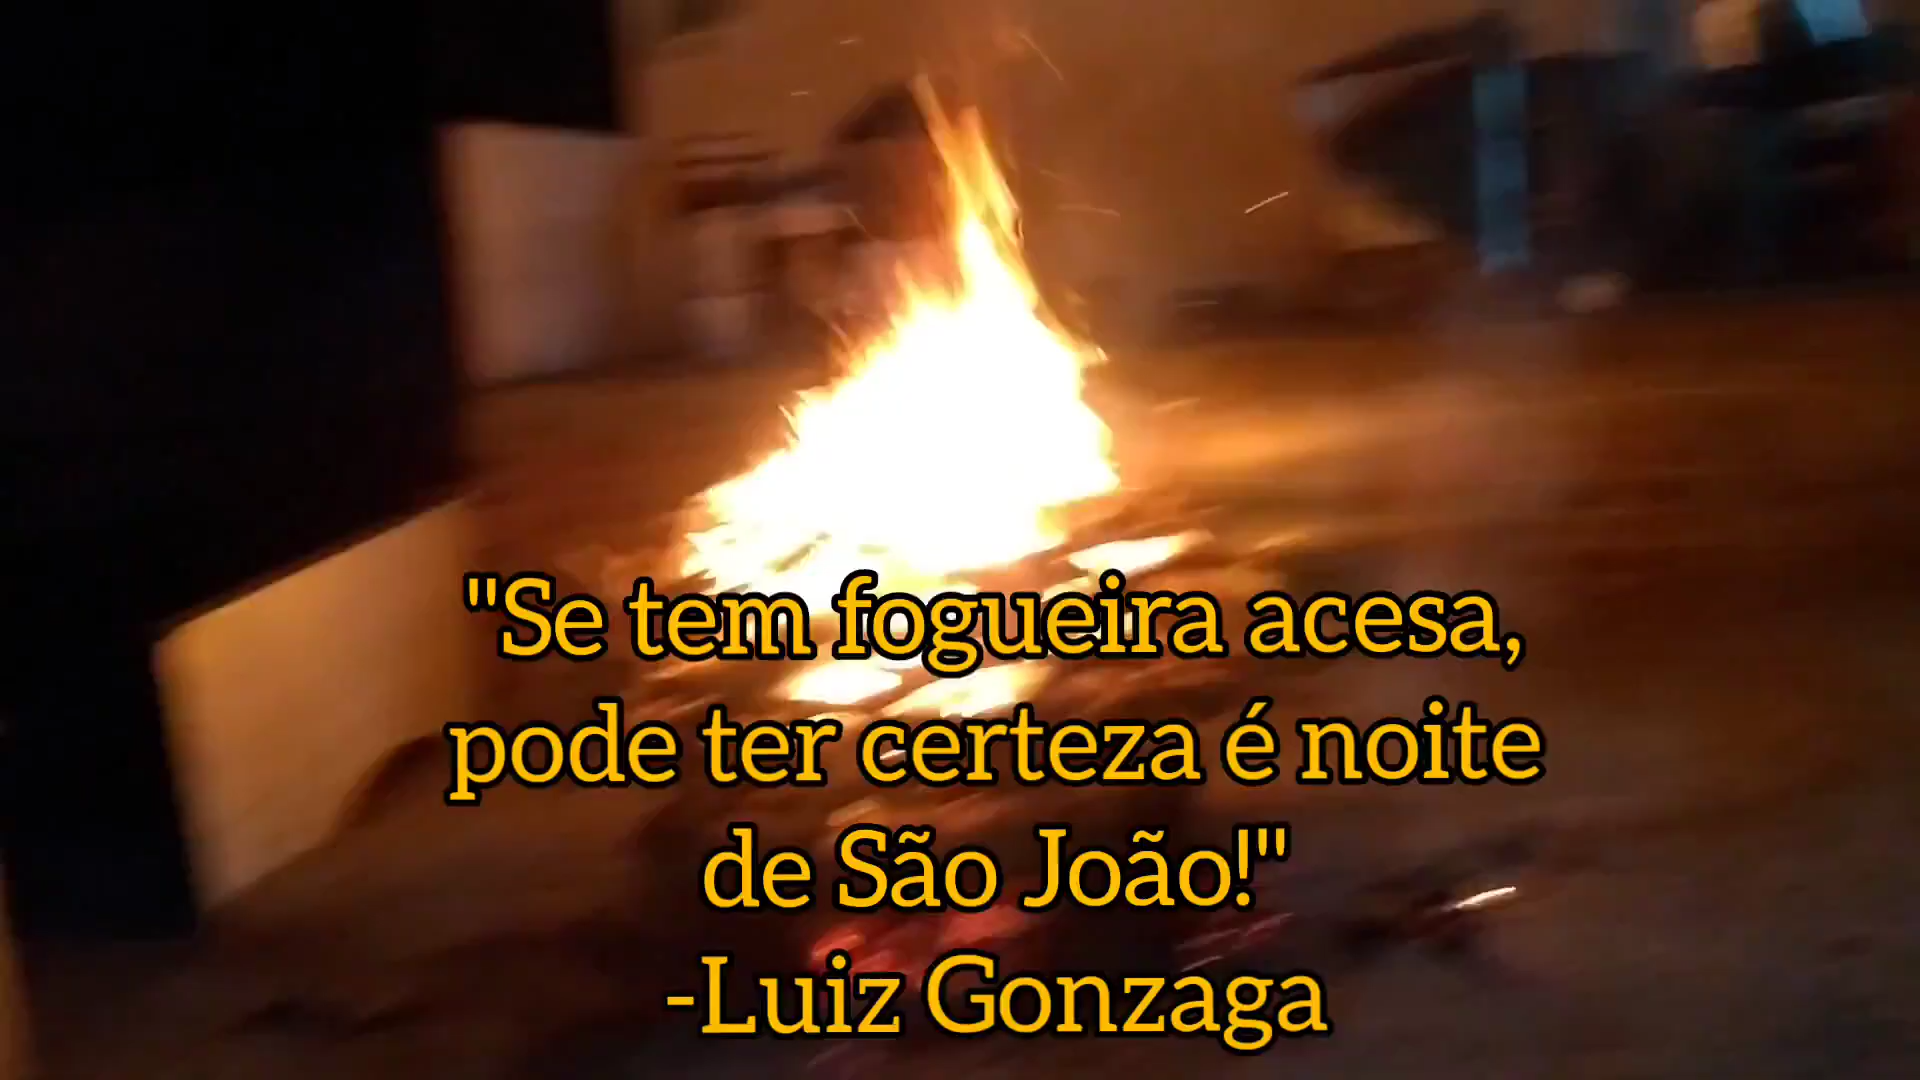 "Se tem fogueira acesa,
pode ter certeza é noite
de São João!"
-Luiz Gonzaga